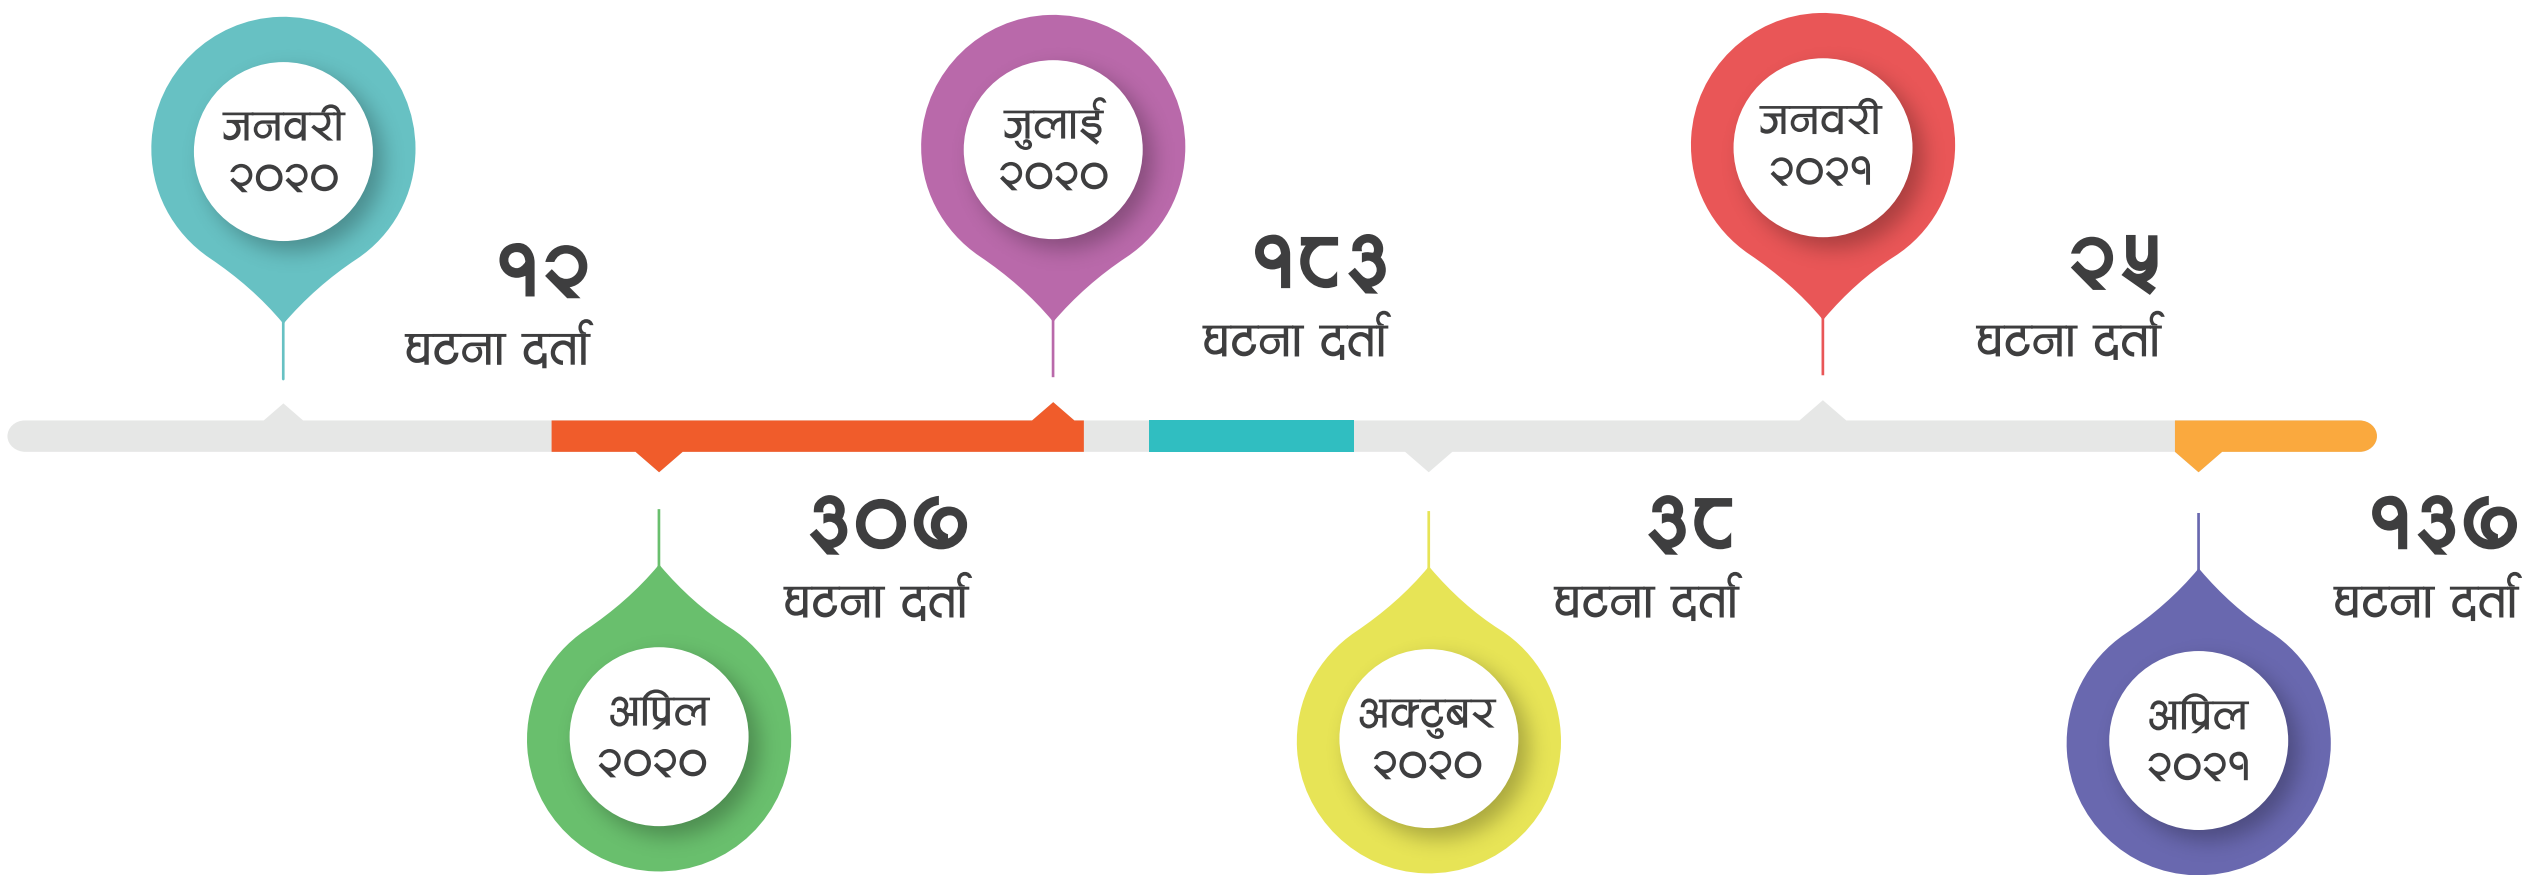 जनवरी
२०२०
१२
घटना दर्ता
अप्रिल
२०२०
३०७
घटना दर्ता
जुलाई
२०२०
१८३
घटना दर्ता
अक्टुबर
२०२०
३८
घटना दर्ता
जनवरी
२०२१
२५
घटना दर्ता
अप्रिल
२०२१
१३७
घटना दर्ता